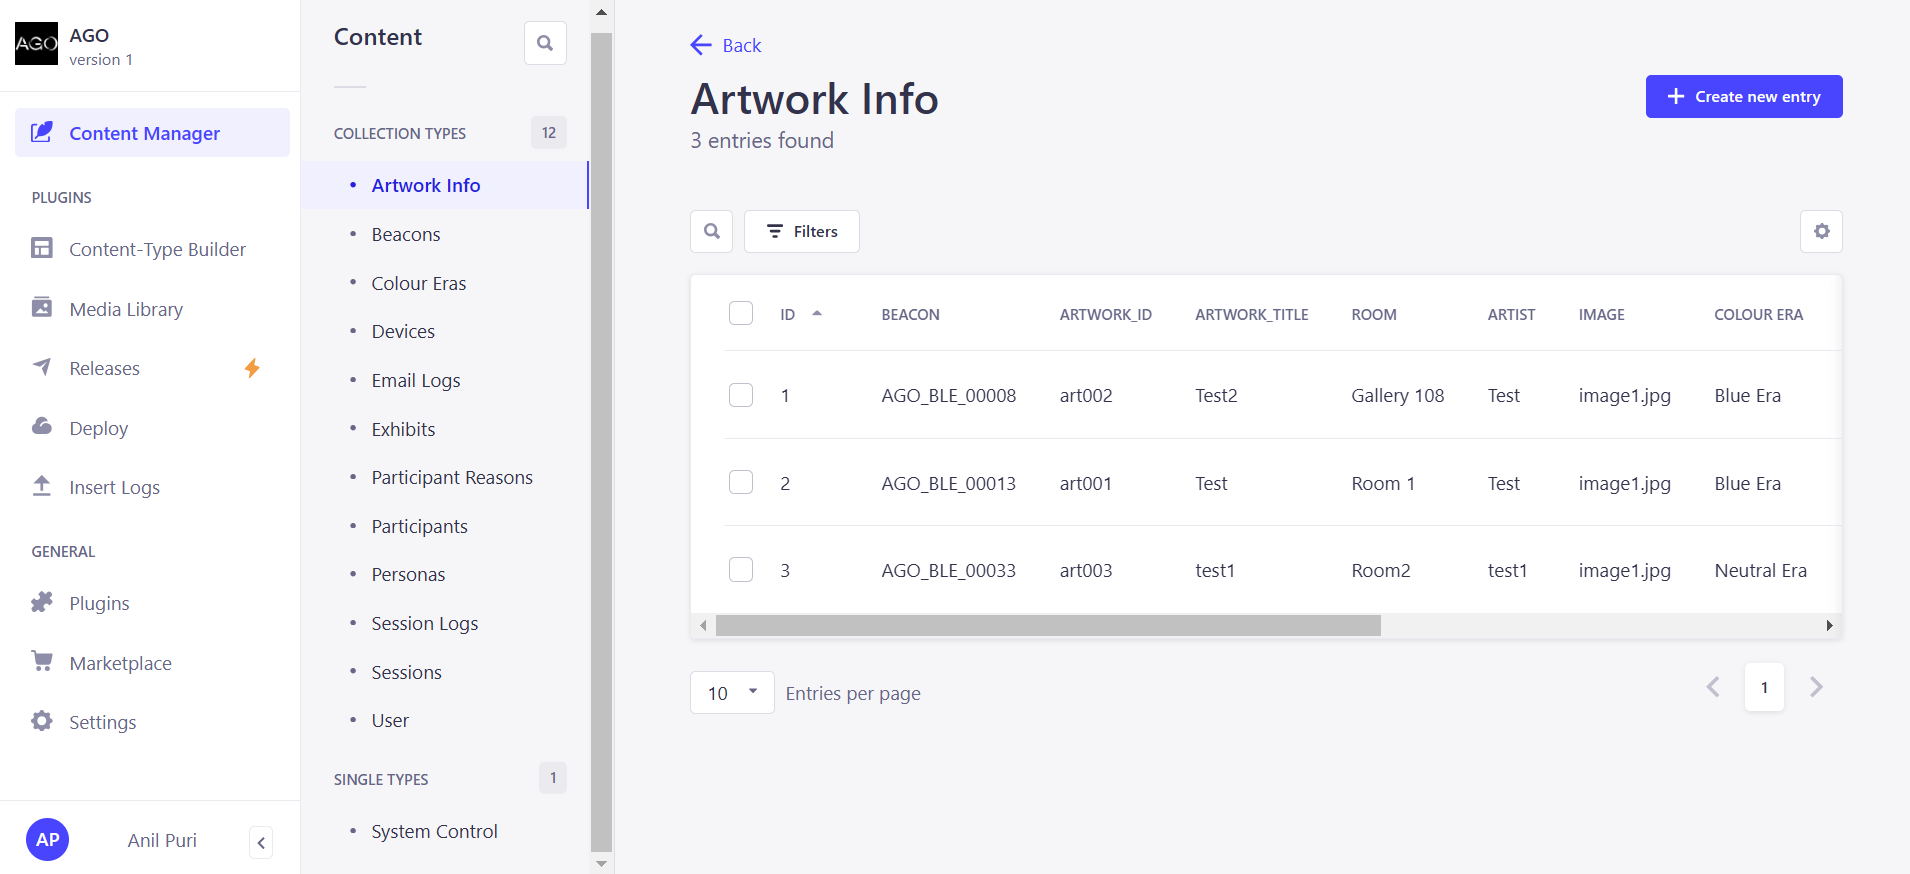 AGO
AGO
version 1
Content Manager
PLUGINS
Content-Type Builder
Media Library
Releases
Deploy
Insert Logs
GENERAL
Plugins
Marketplace
Settings
AP
Anil Puri
Content
COLLECTION TYPES 12
Artwork Info
Beacons
Colour Eras
Devices
Email Logs
Exhibits
Participant Reasons
Participants
Personas
Session Logs
Sessions
User
SINGLE TYPES 1
System Control
Back
Artwork Info
3 entries found
Create new entry
Filters
ID BEACON ARTWORK_ID ARTWORK_TITLE ROOM ARTIST IMAGE COLOUR ERA
1 AGO_BLE_00008 art002 Test2 Gallery 108 Test image1.jpg Blue Era
2 AGO_BLE_00013 art001 Test Room 1 Test image1.jpg Blue Era
3 AGO_BLE_00033 art003 test1 Room2 test1 image1.jpg Neutral Era
10 Entries per page
1